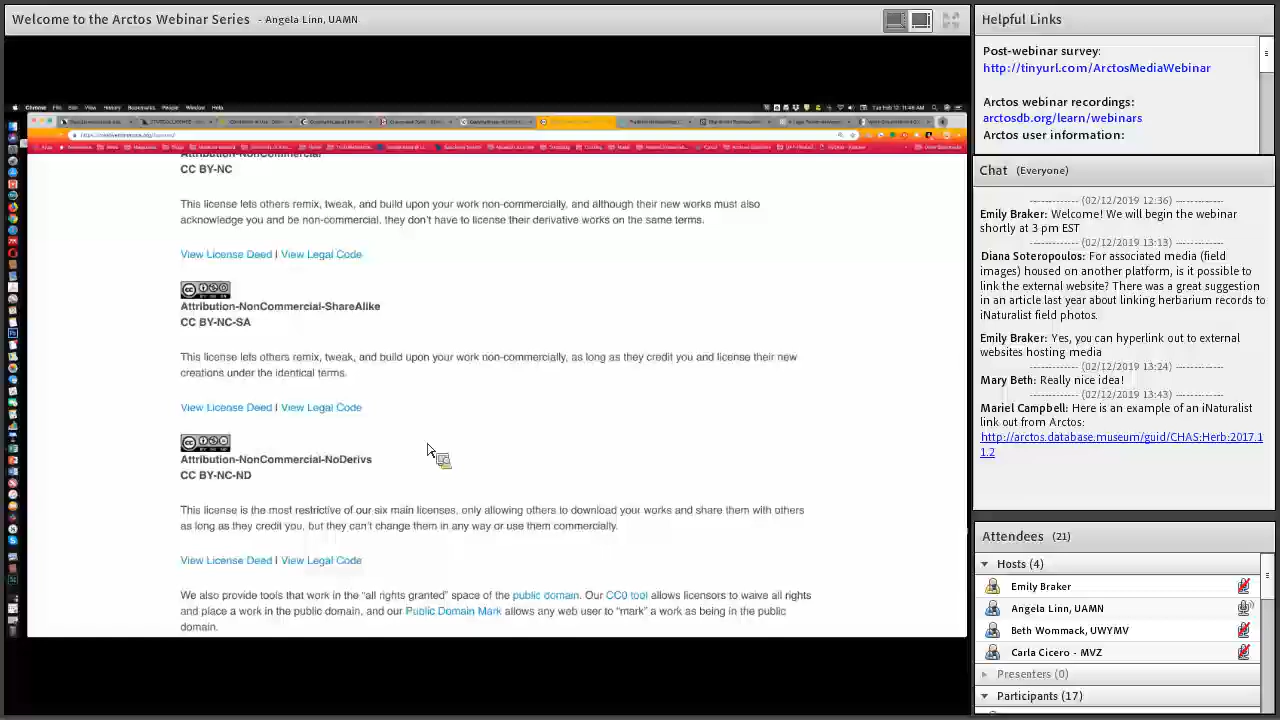 Welcome to the Arctos Webinar Series - Angela Linn, UAMN
Chrome File Edit View History Bookmarks People Window Help
Tue Feb 12 11:48 AM
Attribution-NonCommercial
CC BY-NC
This license lets others remix, tweak, and build upon your work non-commercially, and although their new works must also
acknowledge you and be non-commercial, they don't have to license their derivative works on the same terms.
View License Deed | View Legal Code
Attribution-NonCommercial-ShareAlike
CC BY-NC-SA
This license lets others remix, tweak, and build upon your work non-commercially, as long as they credit you and license their new
creations under the identical terms.
View License Deed | View Legal Code
Attribution-NonCommercial-NoDerivs
CC BY-NC-ND
This license is the most restrictive of our six main licenses, only allowing others to download your works and share them with others
as long as they credit you, but they can't change them in any way or use them commercially.
View License Deed | View Legal Code
We also provide tools that work in the "all rights granted" space of the public domain. Our CC0 tool allows licensors to waive all rights
and place a work in the public domain, and our Public Domain Mark allows any web user to "mark" a work as being in the public
domain.
Helpful Links
Post-webinar survey:
http://tinyurl.com/ArctosMediaWebinar
Arctos webinar recordings:
arctosdb.org/learn/webinars
Arctos user information:
Chat (Everyone)
------------ (02/12/2019 12:36) ------------
Emily Braker: Welcome! We will begin the webinar
shortly at 3 pm EST
------------ (02/12/2019 13:13) ------------
Diana Soteropoulos: For associated media (field
images) housed on another platform, is it possible to
link the external website? There was a great suggestion
in an article last year about linking herbarium records to
iNaturalist field photos.
Emily Braker: Yes, you can hyperlink out to external
websites hosting media
------------ (02/12/2019 13:24) ------------
Mary Beth: Really nice idea!
------------ (02/12/2019 13:43) ------------
Mariel Campbell: Here is an example of an iNaturalist
link out from Arctos:
http://arctos.database.museum/guid/CHAS:Herb:2017.1
1.2
Attendees (21)
Hosts (4)
Emily Braker
Angela Linn, UAMN
Beth Wommack, UWYMV
Carla Cicero - MVZ
Presenters (0)
Participants (17)